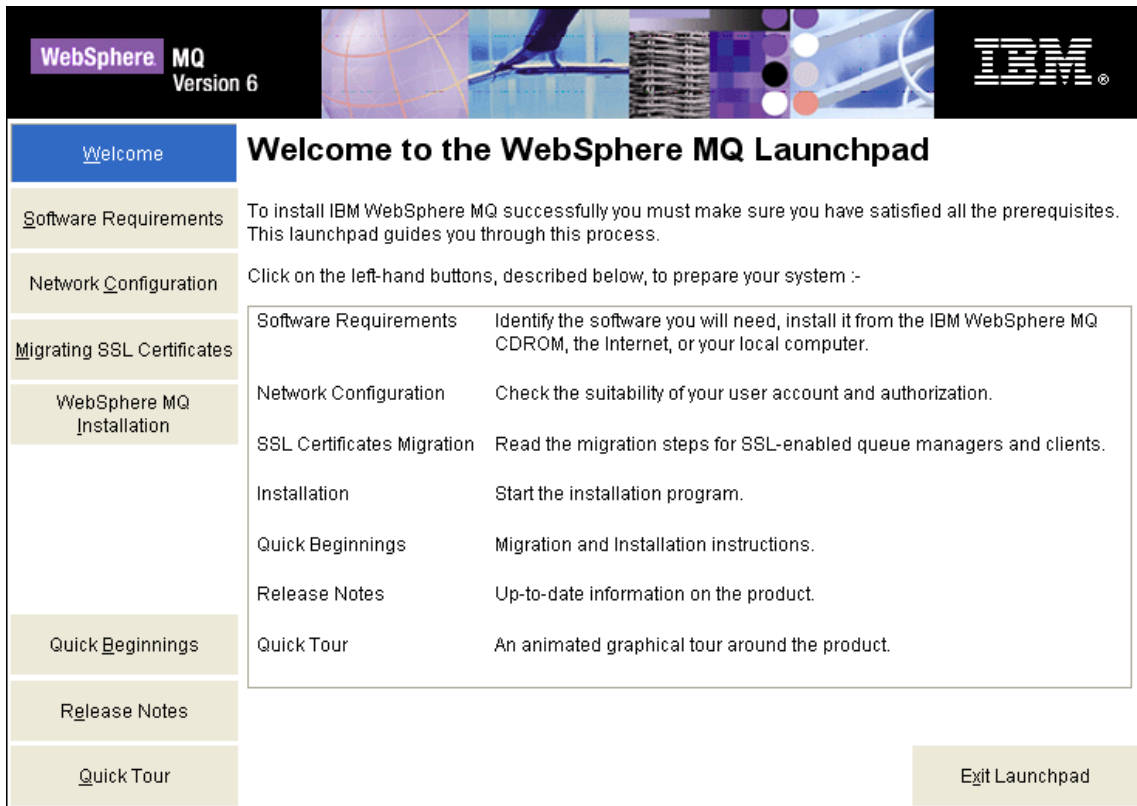 WebSphere. MQ
Version 6
IBM®
Welcome
Software Requirements
Network Configuration
Migrating SSL Certificates
WebSphere MQ
Installation
Quick Beginnings
Release Notes
Quick Tour
Welcome to the WebSphere MQ Launchpad
To install IBM WebSphere MQ successfully you must make sure you have satisfied all the prerequisites.
This launchpad guides you through this process.
Click on the left-hand buttons, described below, to prepare your system :-
Software Requirements Identify the software you will need, install it from the IBM WebSphere MQ
CDROM, the Internet, or your local computer.
Network Configuration Check the suitability of your user account and authorization.
SSL Certificates Migration Read the migration steps for SSL-enabled queue managers and clients.
Installation Start the installation program.
Quick Beginnings Migration and Installation instructions.
Release Notes Up-to-date information on the product.
Quick Tour An animated graphical tour around the product.
Exit Launchpad